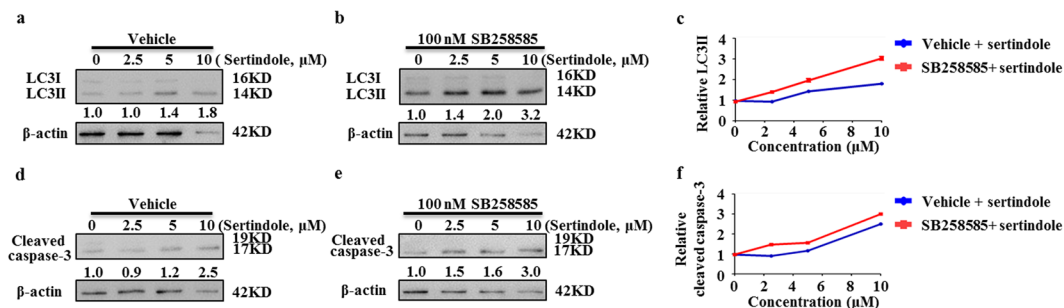 a
Vehicle
0 2.5 5 10 (Sertindole, μM)
LC3I 16KD
LC3II 14KD
1.0 1.0 1.4 1.8
β-actin 42KD
b
100 nM SB258585
0 2.5 5 10 (Sertindole, μM)
LC3I 16KD
LC3II 14KD
1.0 1.4 2.0 3.2
β-actin 42KD
c
Relative LC3II
4
3
2
1
0
0 2 4 6 8 10
Concentration (μM)
Vehicle + sertindole
SB258585+ sertindole
d
Vehicle
0 2.5 5 10 (Sertindole, μM)
Cleaved 19KD
caspase-3 17KD
1.0 0.9 1.2 2.5
β-actin 42KD
e
100 nM SB258585
0 2.5 5 10 (Sertindole, μM)
Cleaved 19KD
caspase-3 17KD
1.0 1.5 1.6 3.0
β-actin 42KD
f
Relative
cleaved caspase-3
4
3
2
1
0
0 2 4 6 8 10
Concentration (μM)
Vehicle + sertindole
SB258585+ sertindole